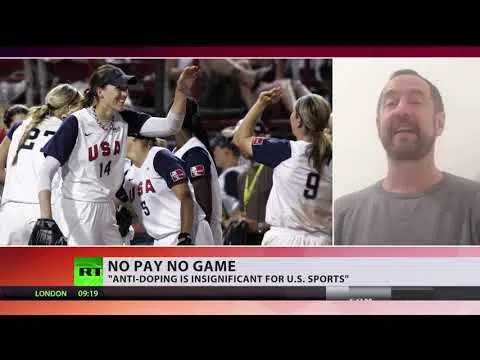 22
USA
14
USA
5
9
RT
NO PAY NO GAME
"ANTI-DOPING IS INSIGNIFICANT FOR U.S. SPORTS"
LONDON 09:19